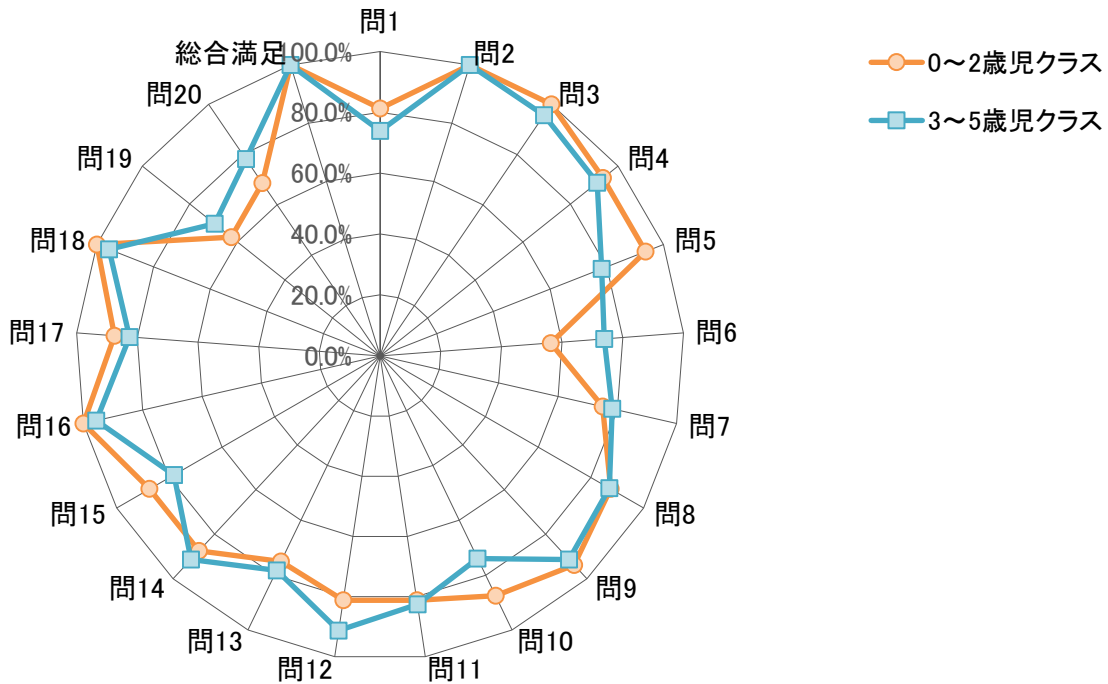 問1
問2
問3
問4
問5
問6
問7
問8
問9
問10
問11
問12
問13
問14
問15
問16
問17
問18
問19
問20
総合満足
100.0%
80.0%
60.0%
40.0%
20.0%
0.0%
0～2歳児クラス
3～5歳児クラス